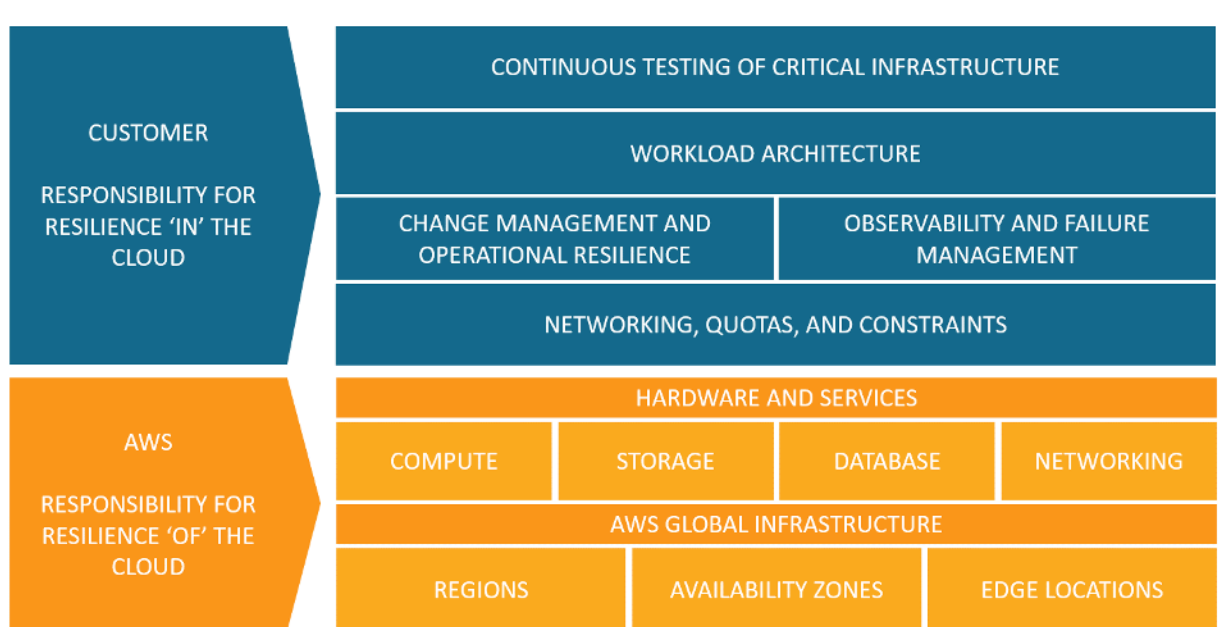 CUSTOMER
RESPONSIBILITY FOR
RESILIENCE ‘IN’ THE
CLOUD
CONTINUOUS TESTING OF CRITICAL INFRASTRUCTURE
WORKLOAD ARCHITECTURE
CHANGE MANAGEMENT AND
OPERATIONAL RESILIENCE
OBSERVABILITY AND FAILURE
MANAGEMENT
NETWORKING, QUOTAS, AND CONSTRAINTS
AWS
RESPONSIBILITY FOR
RESILIENCE ‘OF’ THE
CLOUD
HARDWARE AND SERVICES
COMPUTE
STORAGE
DATABASE
NETWORKING
AWS GLOBAL INFRASTRUCTURE
REGIONS
AVAILABILITY ZONES
EDGE LOCATIONS